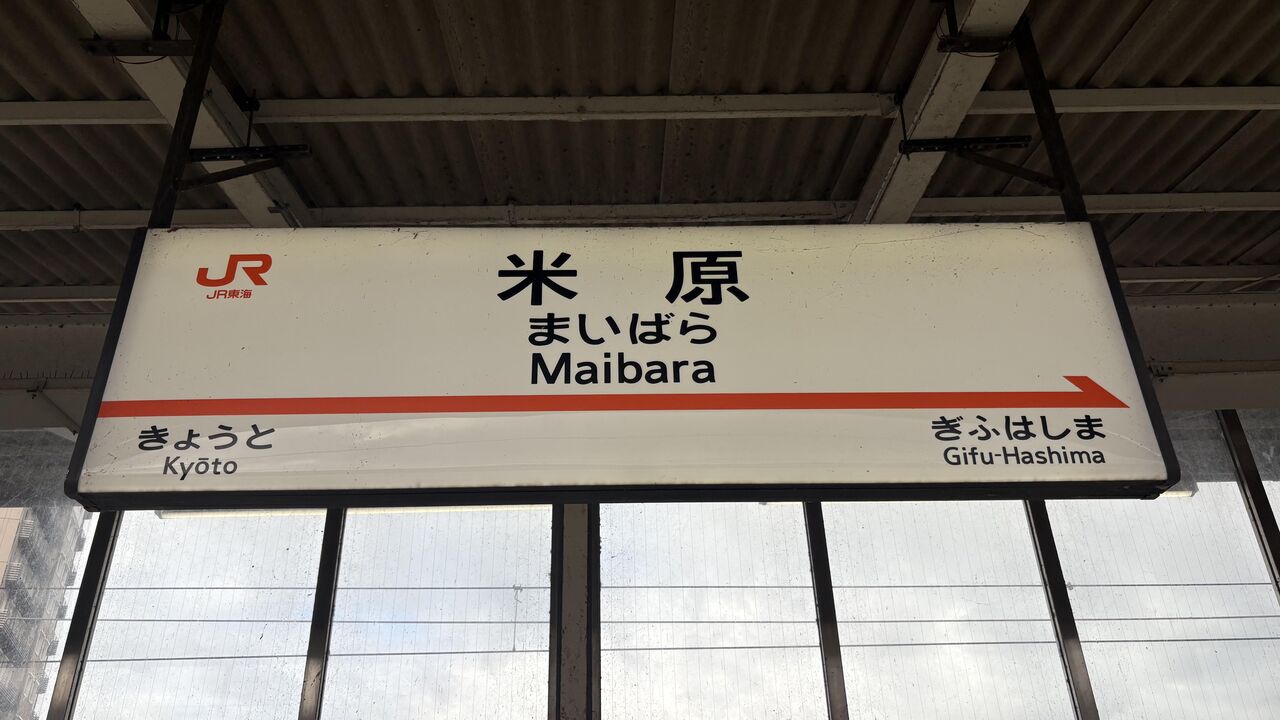 JR
JR東海
米原
まいばら
Maibara
きょうと
Kyōto
ぎふはしま
Gifu-Hashima